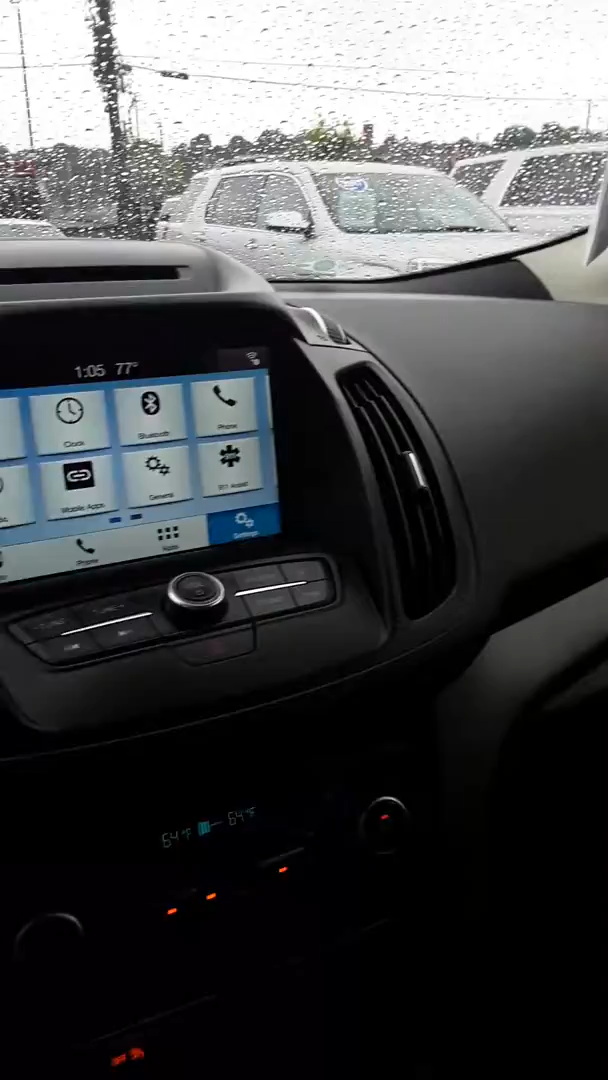 1:05 77°
Clock Bluetooth Phone
Mobile Apps General 911 Assist
Phone Apps Settings
64°F 64°F